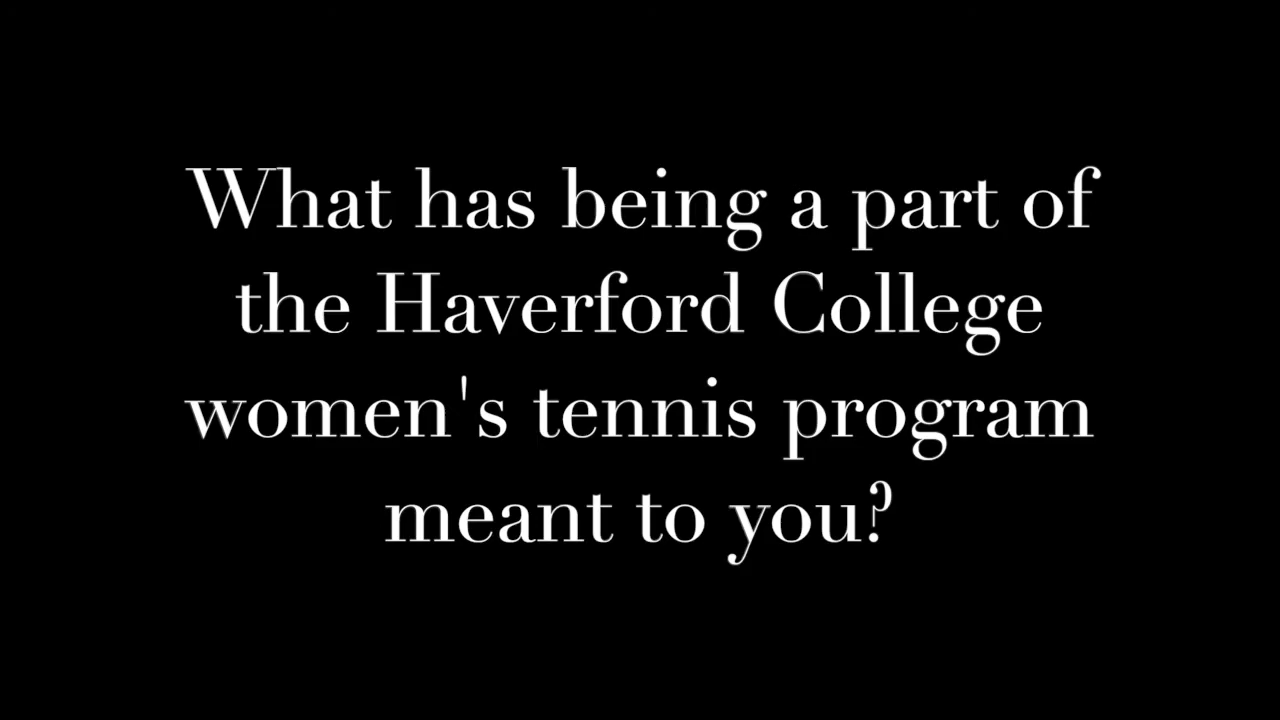 What has being a part of
the Haverford College
women's tennis program
meant to you?